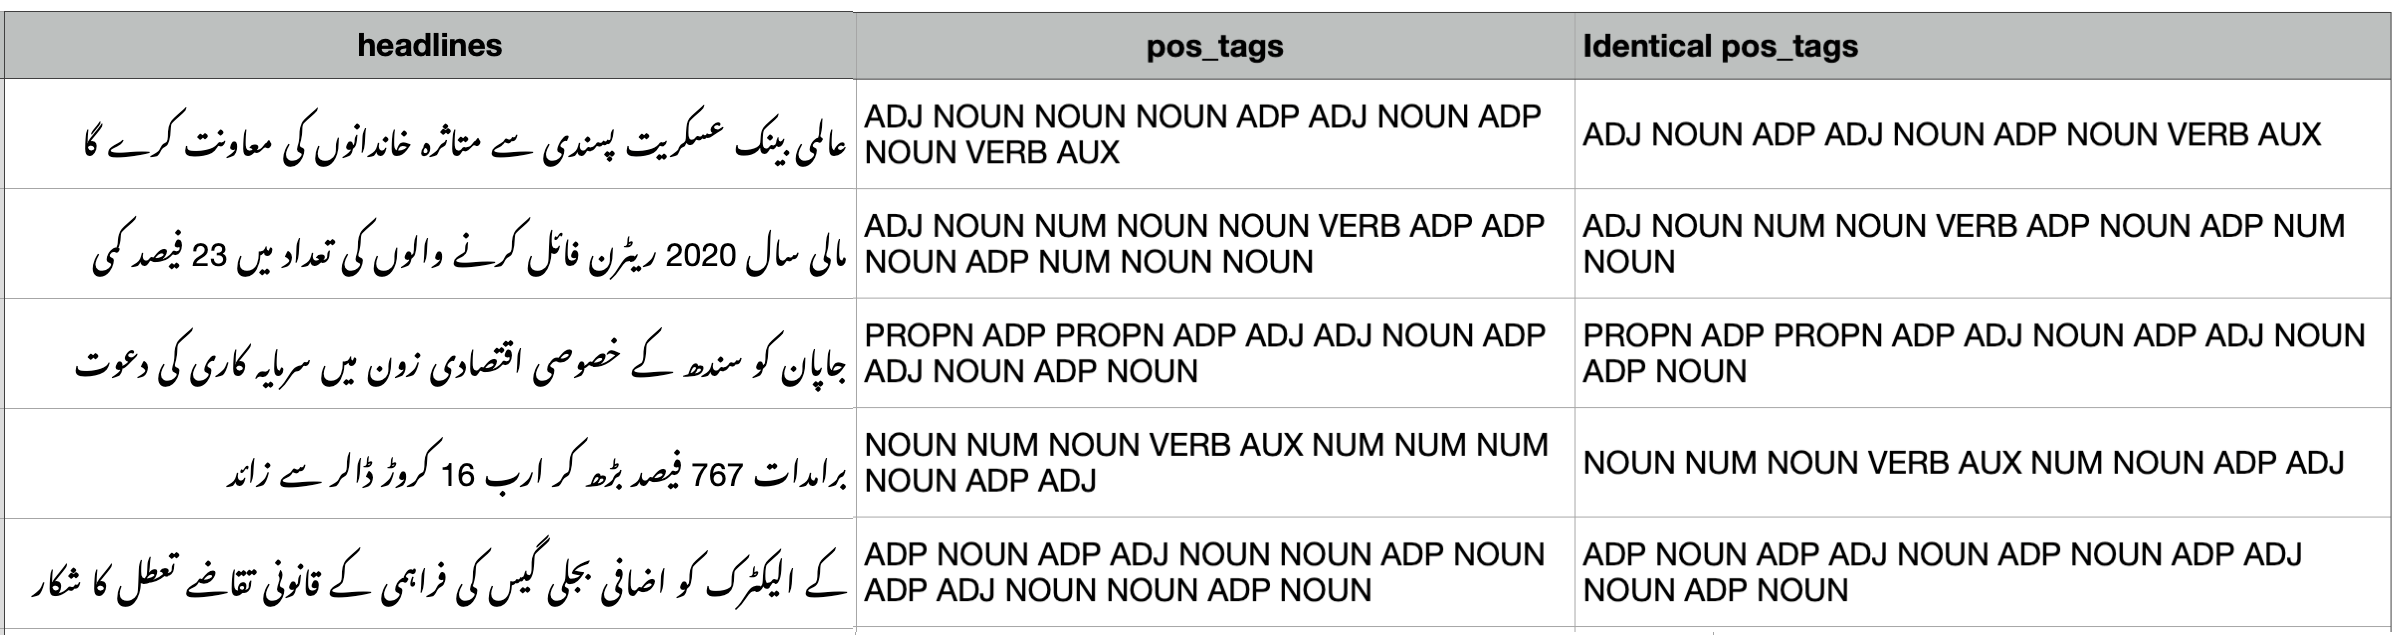 headlines
pos_tags
Identical pos_tags
عالمی بینک عسکریت پسندی سے متاثرہ خاندانوں کی معاونت کرے گا
ADJ NOUN NOUN NOUN ADP ADJ NOUN ADP
NOUN VERB AUX
ADJ NOUN ADP ADJ NOUN ADP NOUN VERB AUX
مالی سال 2020 ریٹرن فائل کرنے والوں کی تعداد میں 23 فیصد کمی
ADJ NOUN NUM NOUN NOUN VERB ADP ADP
NOUN ADP NUM NOUN NOUN
ADJ NOUN NUM NOUN VERB ADP NOUN ADP NUM
NOUN
جاپان کو سندھ کے خصوصی اقتصادی زون میں سرمایہ کاری کی دعوت
PROPN ADP PROPN ADP ADJ ADJ NOUN ADP
ADJ NOUN ADP NOUN
PROPN ADP PROPN ADP ADJ NOUN ADP ADJ NOUN
ADP NOUN
برامدات 767 فیصد بڑھ کر ارب 16 کروڑ ڈالر سے زائد
NOUN NUM NOUN VERB AUX NUM NUM NUM
NOUN ADP ADJ
NOUN NUM NOUN VERB AUX NUM NOUN ADP ADJ
کے الیکٹرک کو اضافی بجلی گیس کی فراہمی کے قانونی تقاضے تعطل کا شکار
ADP NOUN ADP ADJ NOUN NOUN ADP NOUN
ADP ADJ NOUN NOUN ADP NOUN
ADP NOUN ADP ADJ NOUN ADP NOUN ADP ADJ
NOUN ADP NOUN